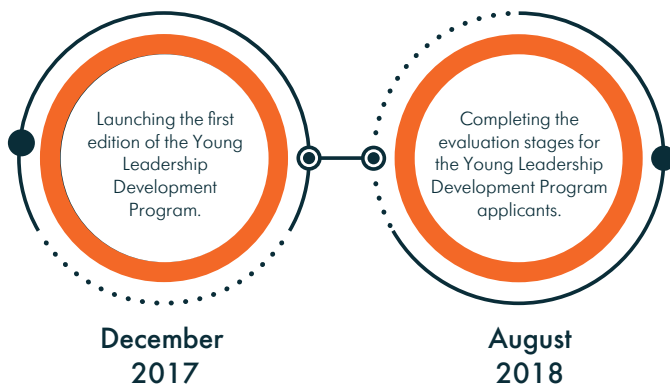 Launching the first
edition of the Young
Leadership
Development
Program.
December
2017
Completing the
evaluation stages for
the Young Leadership
Development Program
applicants.
August
2018